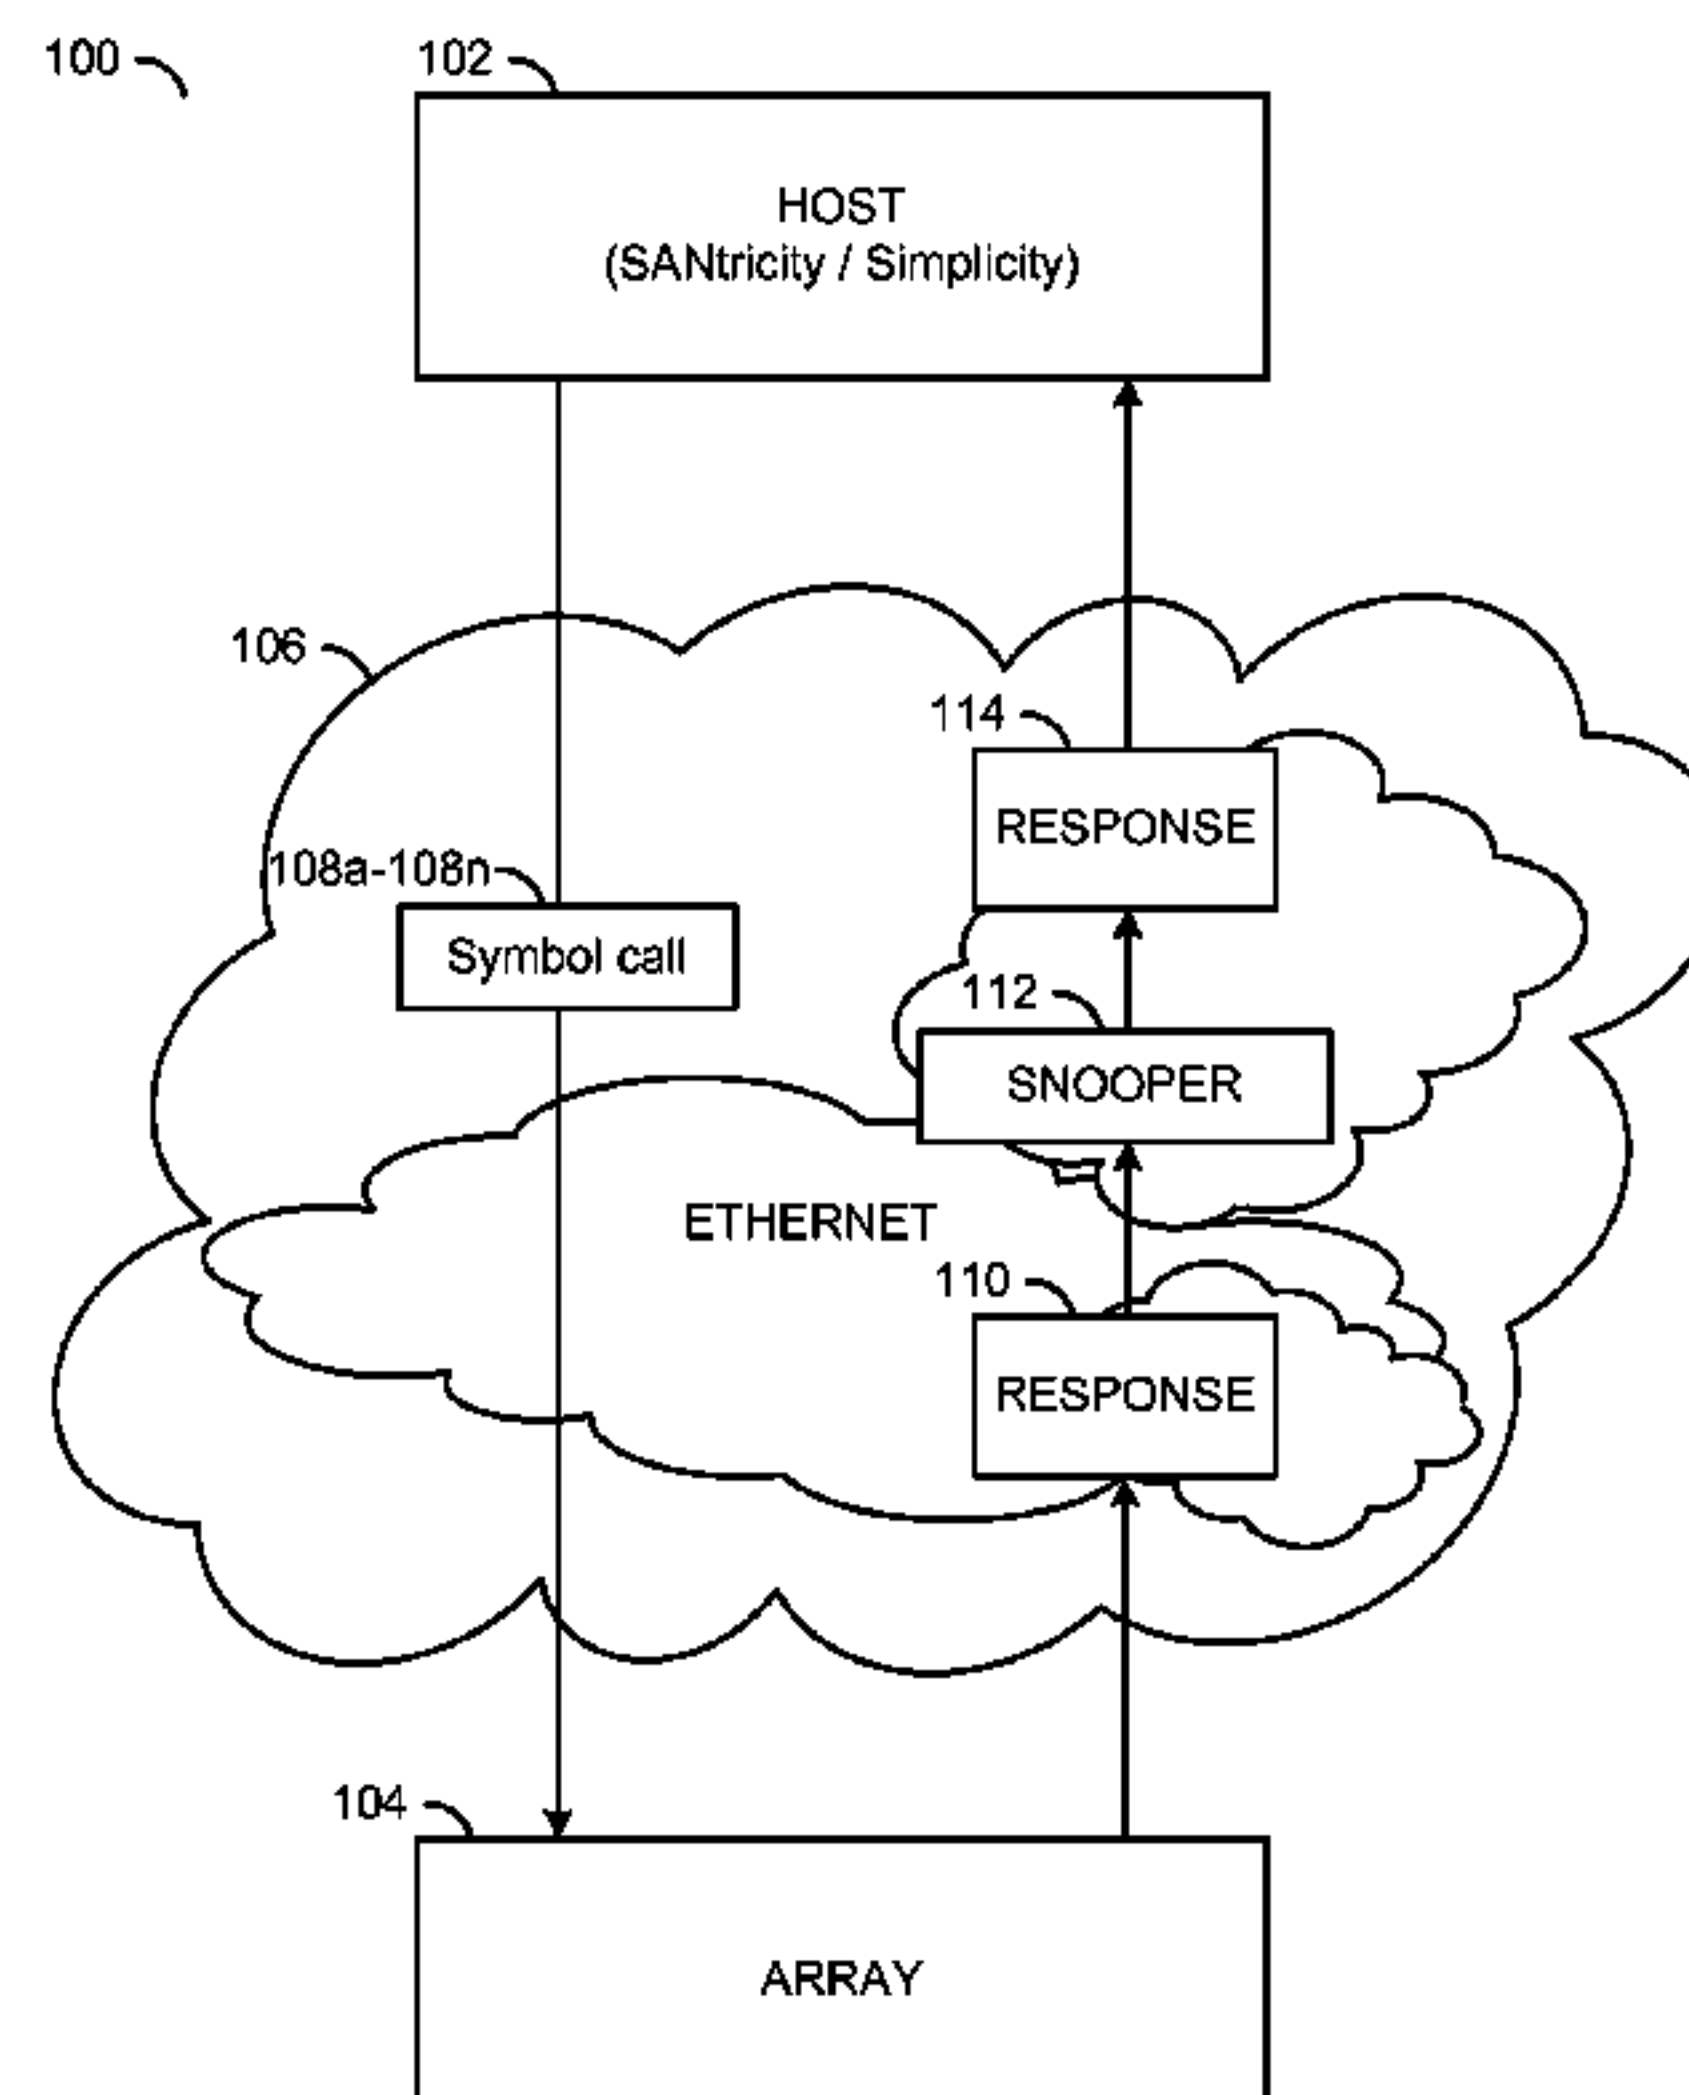 100
102
HOST
(SANtricity / Simplicity)
106
114
RESPONSE
108a-108n
Symbol call
112
SNOOPER
ETHERNET
110
RESPONSE
104
ARRAY